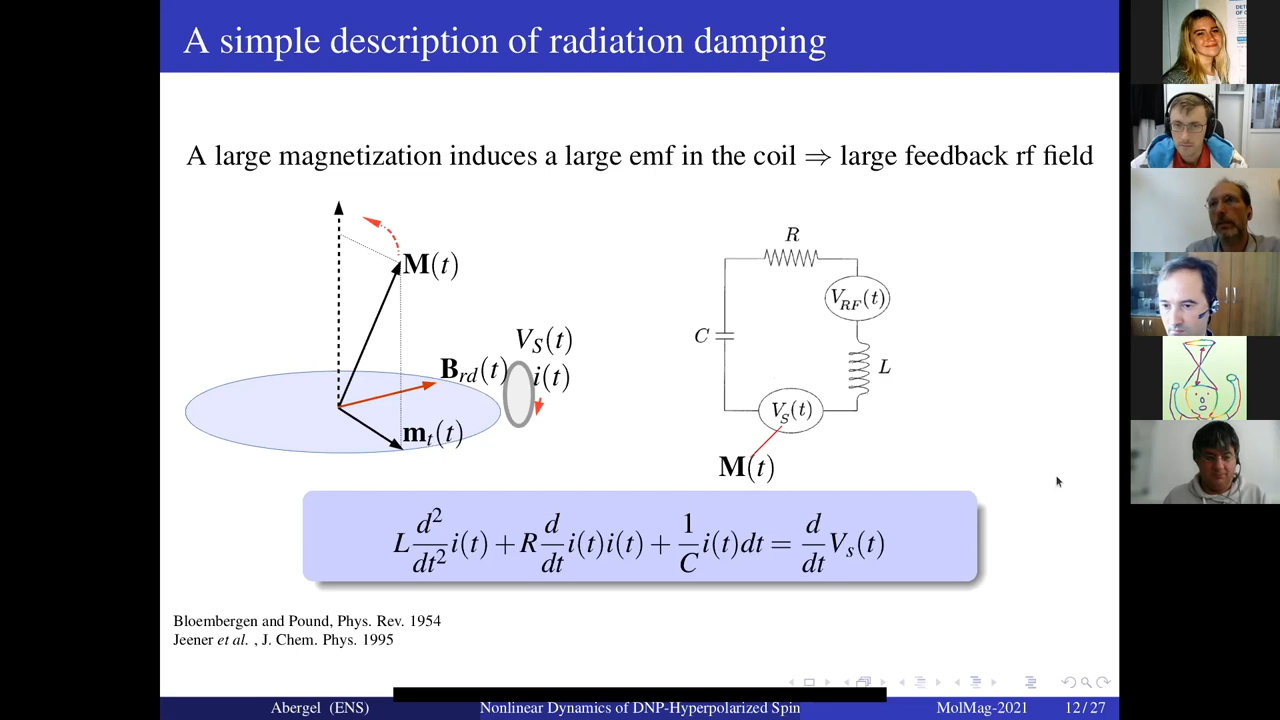 A simple description of radiation damping
A large magnetization induces a large emf in the coil ⇒ large feedback rf field
M(t)
V_S(t)
B_rd(t)
i(t)
m_t(t)
R
V_RF(t)
C
L
V_S(t)
M(t)
L d²/dt² i(t) + R d/dt i(t)i(t) + 1/C i(t)dt = d/dt V_s(t)
Bloembergen and Pound, Phys. Rev. 1954
Jeener et al. , J. Chem. Phys. 1995
Abergel (ENS) Nonlinear Dynamics of DNP-Hyperpolarized Spin MolMag-2021 12 / 27